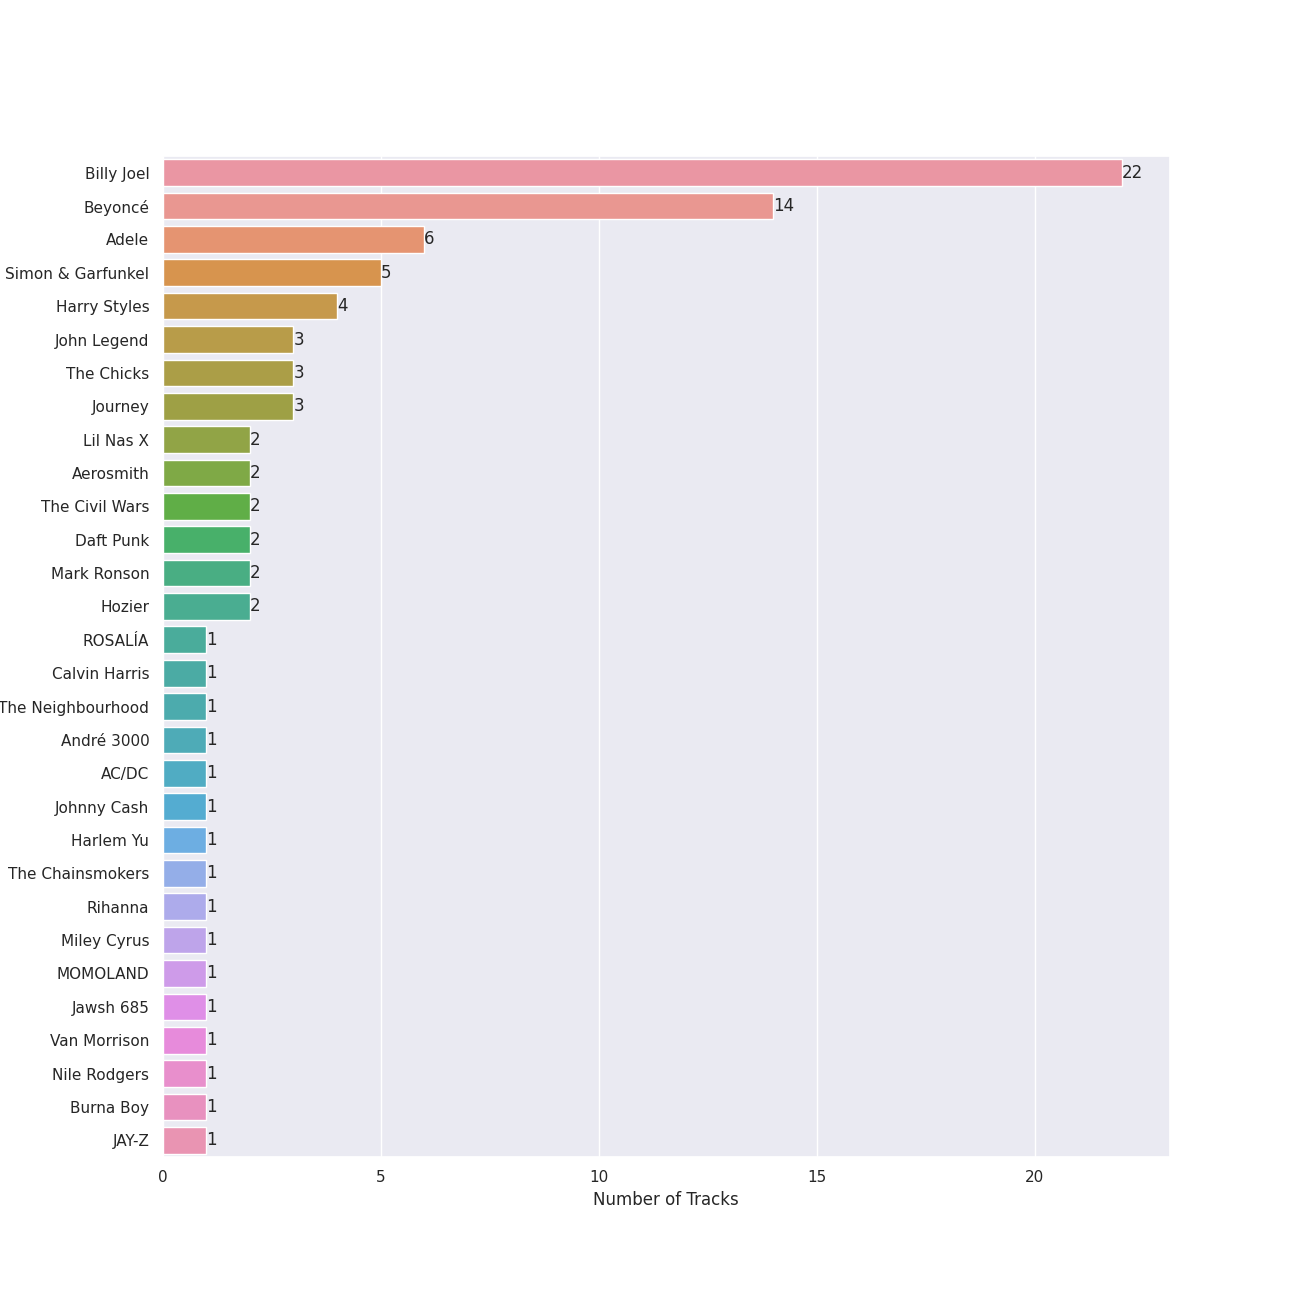 Billy Joel 22
Beyoncé 14
Adele 6
Simon & Garfunkel 5
Harry Styles 4
John Legend 3
The Chicks 3
Journey 3
Lil Nas X 2
Aerosmith 2
The Civil Wars 2
Daft Punk 2
Mark Ronson 2
Hozier 2
ROSALÍA 1
Calvin Harris 1
The Neighbourhood 1
André 3000 1
AC/DC 1
Johnny Cash 1
Harlem Yu 1
The Chainsmokers 1
Rihanna 1
Miley Cyrus 1
MOMOLAND 1
Jawsh 685 1
Van Morrison 1
Nile Rodgers 1
Burna Boy 1
JAY-Z 1
0 5 10 15 20
Number of Tracks